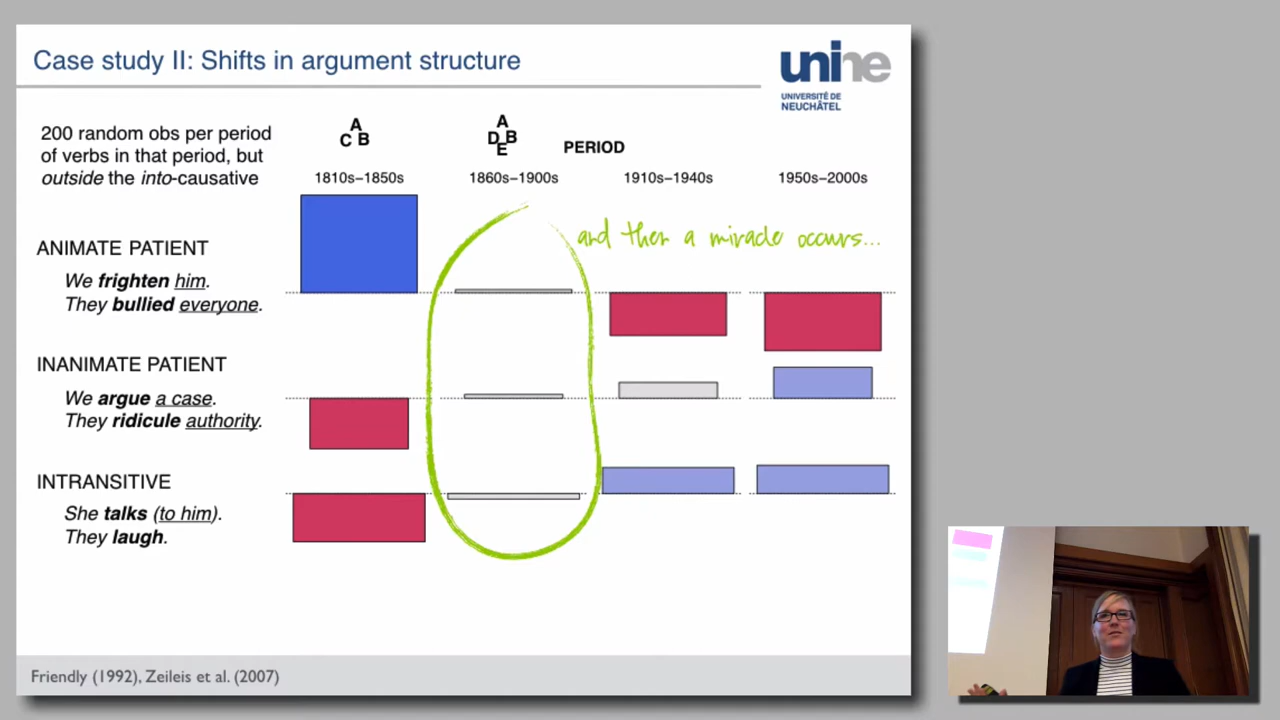 Case study II: Shifts in argument structure
unine
UNIVERSITÉ DE
NEUCHÂTEL
200 random obs per period
of verbs in that period, but
outside the into-causative
A
C B
A
D B
E
PERIOD
1810s–1850s
1860s–1900s
1910s–1940s
1950s–2000s
and then a miracle occurs...
ANIMATE PATIENT
We frighten him.
They bullied everyone.
INANIMATE PATIENT
We argue a case.
They ridicule authority.
INTRANSITIVE
She talks (to him).
They laugh.
Friendly (1992), Zeileis et al. (2007)